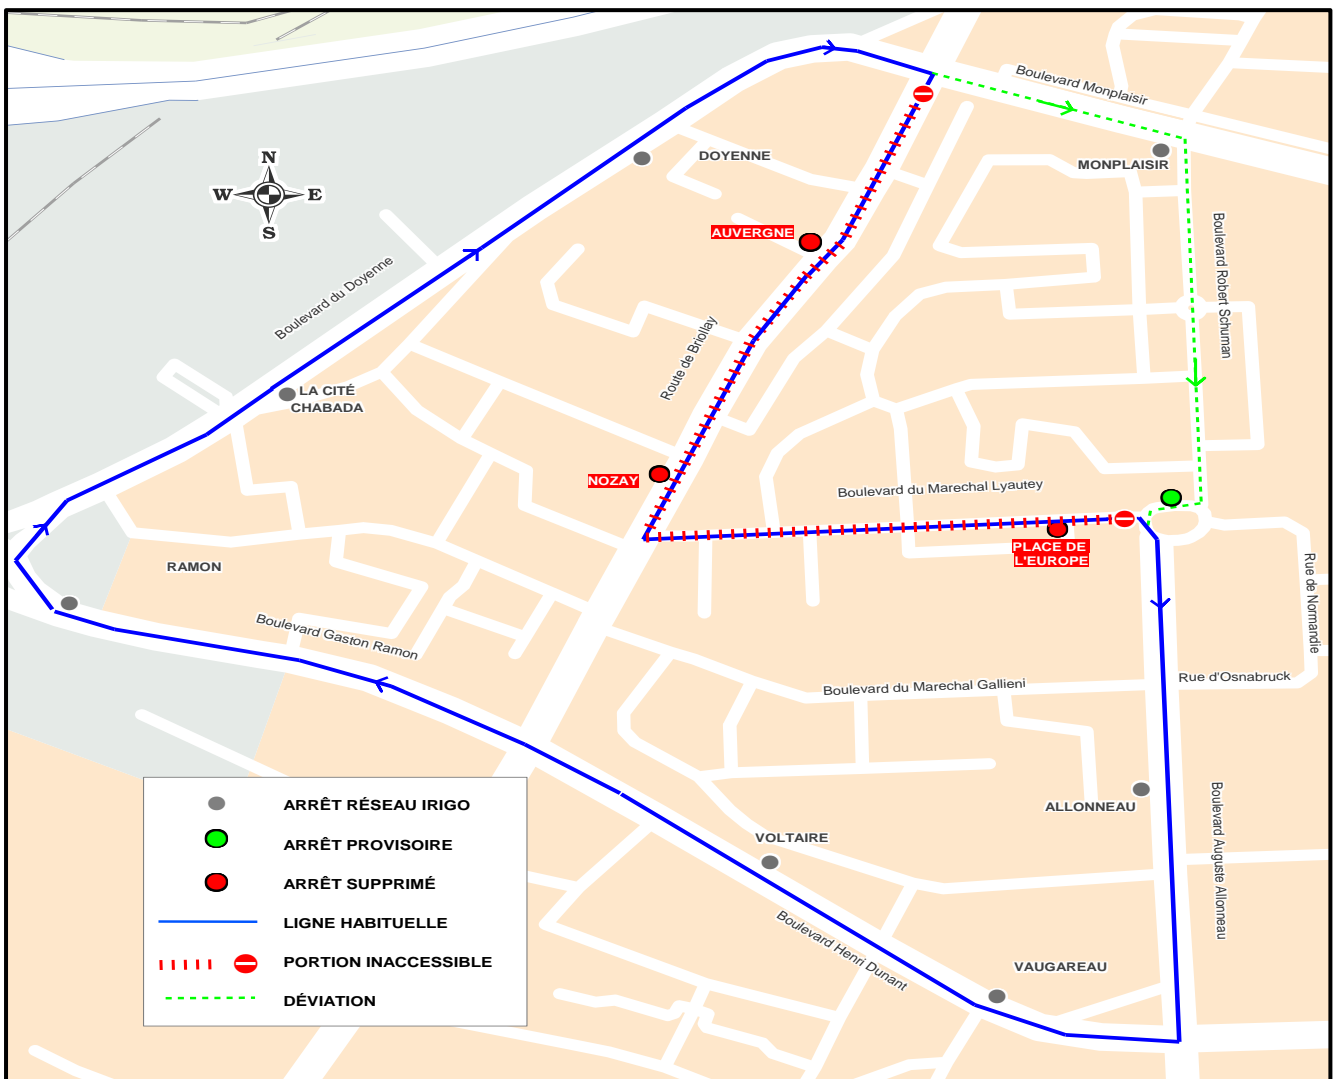 Boulevard Monplaisir
N
W
E
S
DOYENNE
MONPLAISIR
AUVERGNE
Boulevard Robert Schuman
Boulevard du Doyenne
Route de Briollay
LA CITÉ
CHABADA
NOZAY
Boulevard du Marechal Lyautey
PLACE DE
L'EUROPE
RAMON
Rue de Normandie
Boulevard Gaston Ramon
Rue d'Osnabruck
Boulevard du Marechal Gallieni
ALLONNEAU
Boulevard Auguste Allonneau
VOLTAIRE
Boulevard Henri Dunant
VAUGAREAU
ARRÊT RÉSEAU IRIGO
ARRÊT PROVISOIRE
ARRÊT SUPPRIMÉ
LIGNE HABITUELLE
PORTION INACCESSIBLE
DÉVIATION